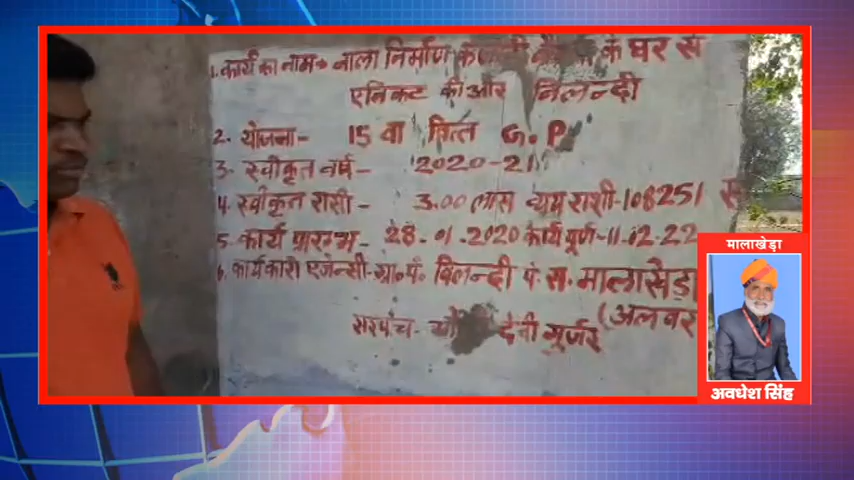 1. कार्य का नाम→ नाला निर्माण के घर से
एनिकट की ओर बिलन्दी
2. योजना- 15 वा वित्त G.P
3. स्वीकृत वर्ष- 2020-21
4. स्वीकृत रासी- 3.00 लाख व्यय राशी-108251
5. कार्य प्रारम्भ- 28-01-2020 कार्य पूर्ण-11-02-22
6. कार्यकारी एजेन्सी-ग्रा०पं. बिलन्दी पं.स. मालाखेड़ा
(अलवर
सरपंच- देवी गुर्जर
मालाखेड़ा
अवधेश सिंह